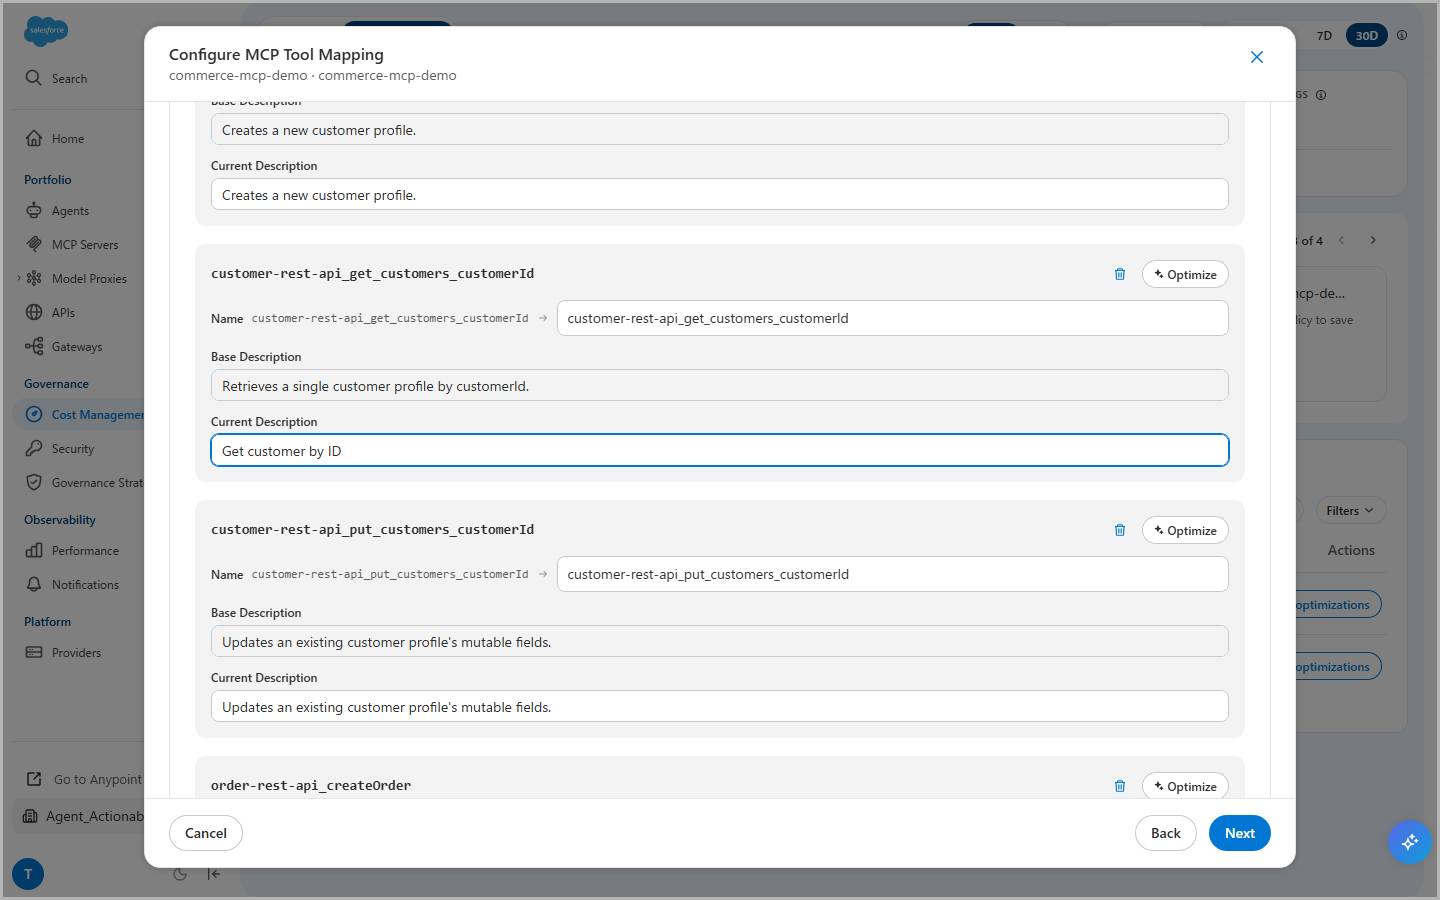 salesforce
Search
Home
Portfolio
Agents
MCP Servers
Model Proxies
APIs
Gateways
Governance
Cost Managemen
Security
Governance Strat
Observability
Performance
Notifications
Platform
Providers
Go to Anypoint
Agent_Actionab
T
Configure MCP Tool Mapping
commerce-mcp-demo · commerce-mcp-demo
Base Description
Creates a new customer profile.
Current Description
Creates a new customer profile.
customer-rest-api_get_customers_customerId
Optimize
Name customer-rest-api_get_customers_customerId → customer-rest-api_get_customers_customerId
Base Description
Retrieves a single customer profile by customerId.
Current Description
Get customer by ID
customer-rest-api_put_customers_customerId
Optimize
Name customer-rest-api_put_customers_customerId → customer-rest-api_put_customers_customerId
Base Description
Updates an existing customer profile's mutable fields.
Current Description
Updates an existing customer profile's mutable fields.
order-rest-api_createOrder
Optimize
Cancel
Back
Next
7D
30D
GS
3 of 4
mcp-de...
licy to save
Filters
Actions
optimizations
optimizations